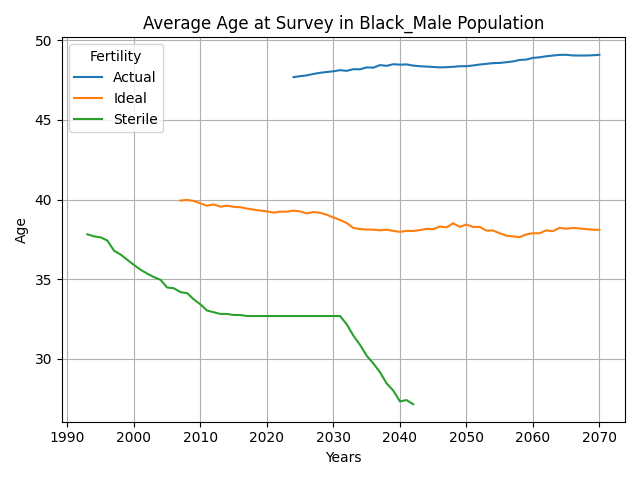 Average Age at Survey in Black_Male Population
Fertility
Actual
Ideal
Sterile
50
45
40
35
30
Age
1990 2000 2010 2020 2030 2040 2050 2060 2070
Years